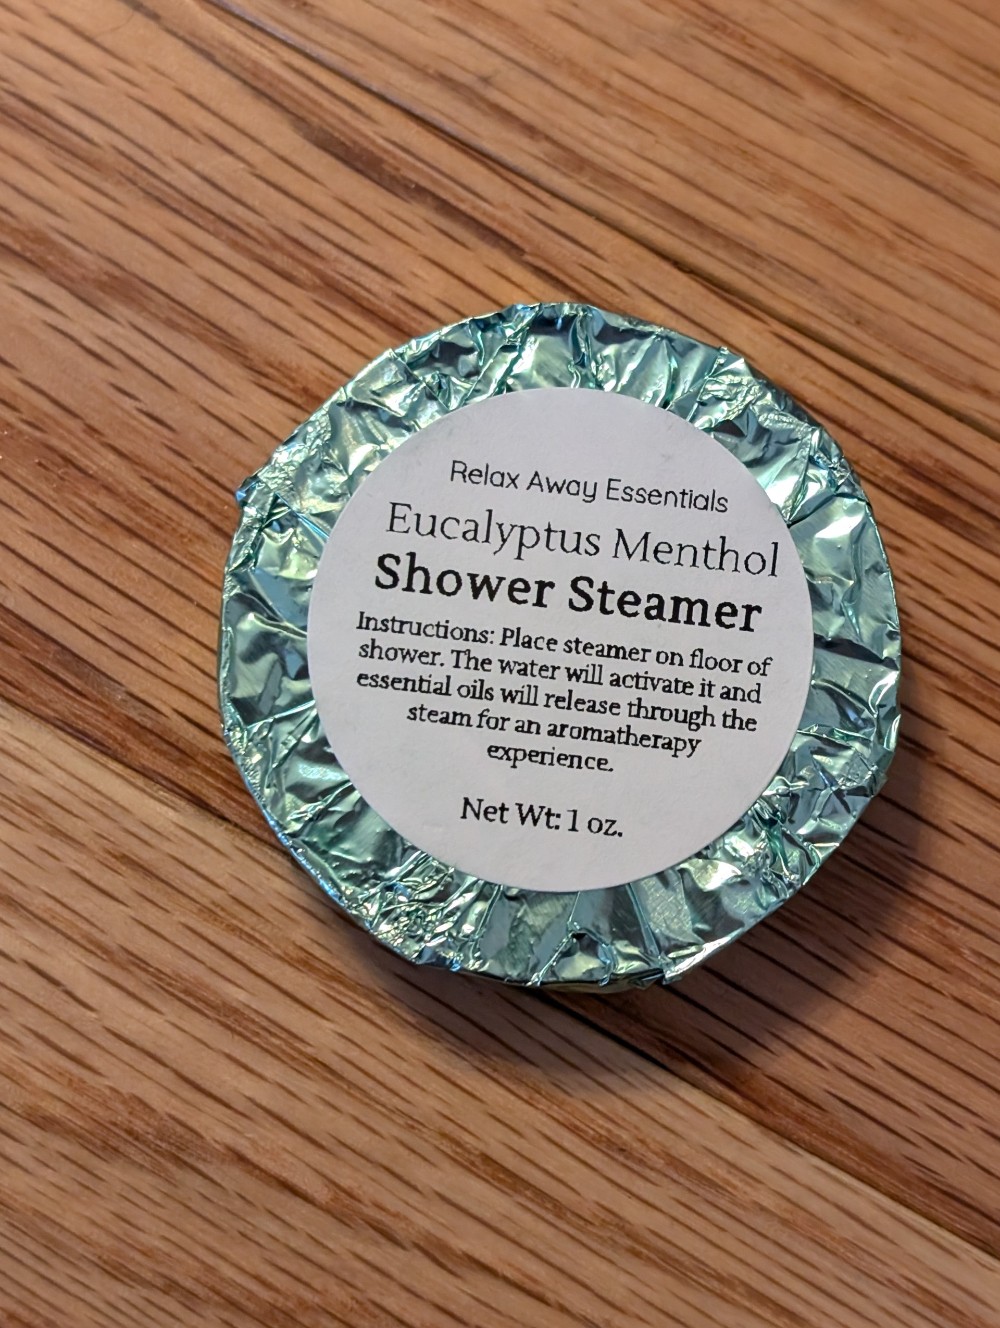 Relax Away Essentials
Eucalyptus Menthol
Shower Steamer
Instructions: Place steamer on floor of
shower. The water will activate it and
essential oils will release through the
steam for an aromatherapy
experience.
Net Wt: 1 oz.